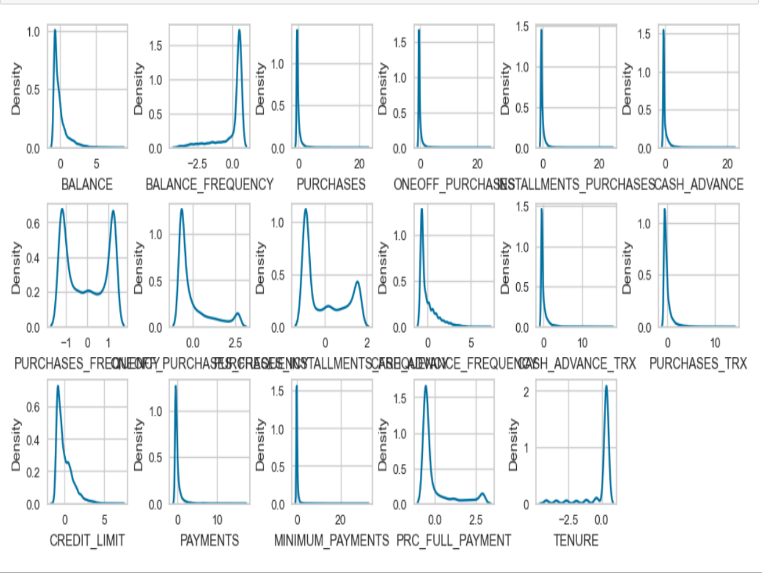 1.0
0.5
0.0
Density
0 5
BALANCE
1.5
1.0
0.5
0.0
Density
−2.5 0.0
BALANCE_FREQUENCY
1.0
0.5
0.0
Density
0 20
PURCHASES
1.5
1.0
0.5
0.0
Density
0 20
ONEOFF_PURCHASES
1.5
1.0
0.5
0.0
Density
0 20
INSTALLMENTS_PURCHASES
1.5
1.0
0.5
0.0
Density
0 20
CASH_ADVANCE
0.6
0.4
0.2
0.0
Density
−1 0 1
PURCHASES_FREQUENCY
1.0
0.5
0.0
Density
0.0 2.5
ONEOFF_PURCHASES_FREQUENCY
1.0
0.5
0.0
Density
0 2
PURCHASES_INSTALLMENTS_FREQUENCY
1.0
0.5
0.0
Density
0 5
CASH_ADVANCE_FREQUENCY
1.5
1.0
0.5
0.0
Density
0 10
CASH_ADVANCE_TRX
1.0
0.5
0.0
Density
0 10
PURCHASES_TRX
0.6
0.4
0.2
0.0
Density
0 5
CREDIT_LIMIT
1.0
0.5
0.0
Density
0 10
PAYMENTS
1.5
1.0
0.5
0.0
Density
0 20
MINIMUM_PAYMENTS
1.5
1.0
0.5
0.0
Density
0.0 2.5
PRC_FULL_PAYMENT
2
1
0
Density
−2.5 0.0
TENURE